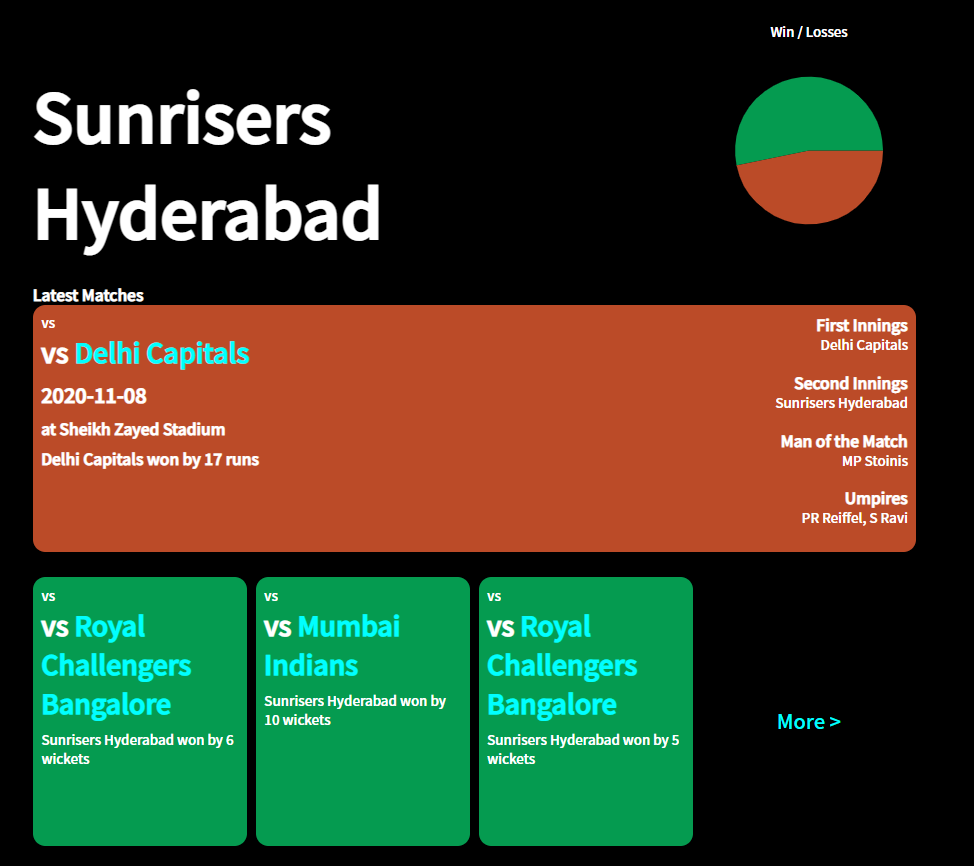 Win / Losses
Sunrisers
Hyderabad
Latest Matches
vs
vs Delhi Capitals
2020-11-08
at Sheikh Zayed Stadium
Delhi Capitals won by 17 runs
First Innings
Delhi Capitals
Second Innings
Sunrisers Hyderabad
Man of the Match
MP Stoinis
Umpires
PR Reiffel, S Ravi
vs
vs Royal
Challengers
Bangalore
Sunrisers Hyderabad won by 6
wickets
vs
vs Mumbai
Indians
Sunrisers Hyderabad won by
10 wickets
vs
vs Royal
Challengers
Bangalore
Sunrisers Hyderabad won by 5
wickets
More >